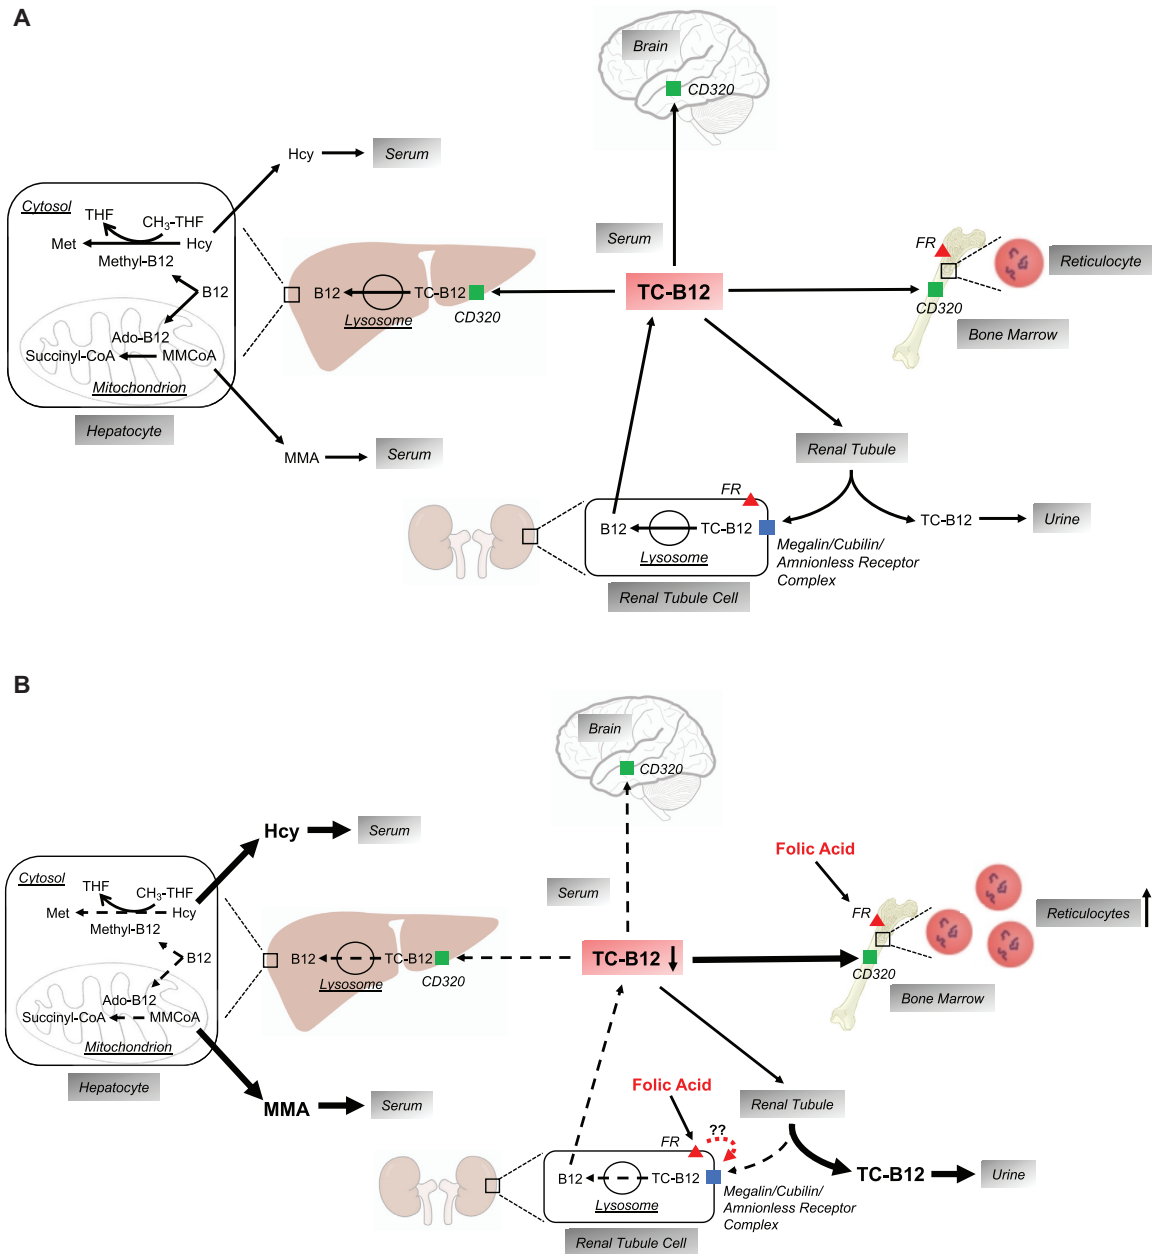 A
Brain
CD320
Hcy
Serum
Cytosol
THF
CH₃-THF
Met
Hcy
Methyl-B12
B12
Ado-B12
Succinyl-CoA
MMCoA
Mitochondrion
Hepatocyte
MMA
Serum
B12
TC-B12
Lysosome
CD320
Serum
TC-B12
FR
CD320
Reticulocyte
Bone Marrow
Renal Tubule
FR
B12
TC-B12
Lysosome
Megalin/Cubilin/
Amnionless Receptor
Complex
TC-B12
Urine
Renal Tubule Cell
B
Brain
CD320
Hcy
Serum
Cytosol
THF
CH₃-THF
Met
Hcy
Methyl-B12
B12
Ado-B12
Succinyl-CoA
MMCoA
Mitochondrion
Hepatocyte
MMA
Serum
B12
TC-B12
Lysosome
CD320
Serum
TC-B12
Folic Acid
FR
CD320
Reticulocytes
Bone Marrow
Folic Acid
Renal Tubule
FR
??
B12
TC-B12
Lysosome
Megalin/Cubilin/
Amnionless Receptor
Complex
TC-B12
Urine
Renal Tubule Cell